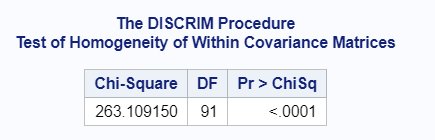 The DISCRIM Procedure
Test of Homogeneity of Within Covariance Matrices
Chi-Square DF Pr > ChiSq
263.109150 91 <.0001